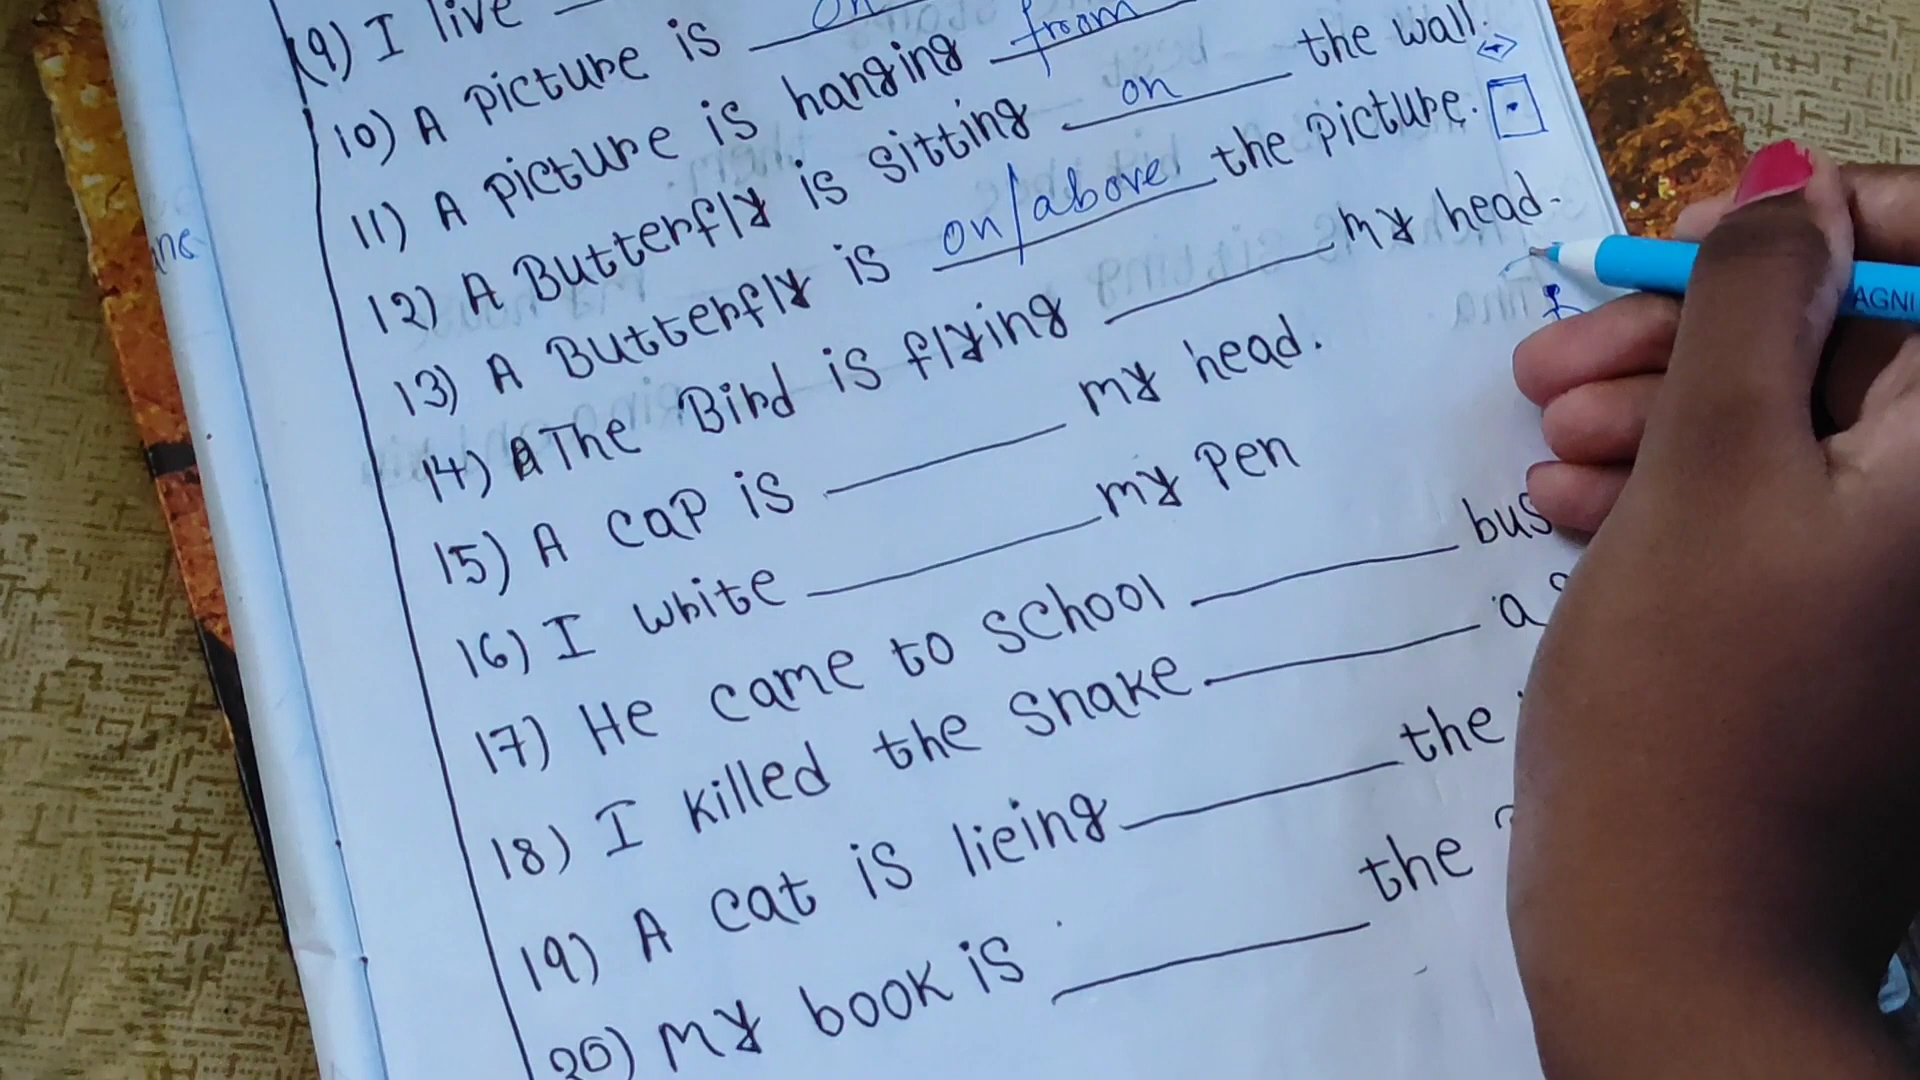 (9) I live
10) A picture is on
11) A picture is hanging from
12) A Butterfly is sitting on the wall.
13) A Butterfly is on/above the picture.
14) A The Bird is flying my head.
15) A cap is my head.
16) I write my pen
17) He came to school bus
18) I killed the snake a
19) A cat is lieing the
20) My book is the
AGNI